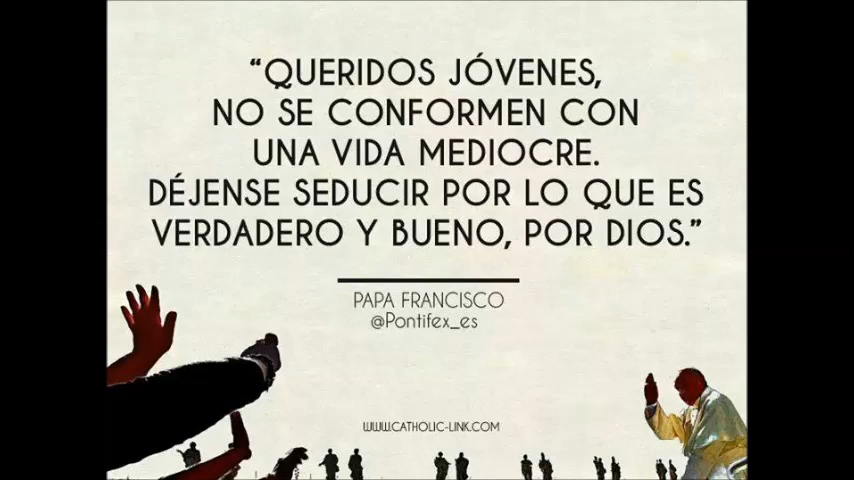 “QUERIDOS JÓVENES,
NO SE CONFORMEN CON
UNA VIDA MEDIOCRE.
DÉJENSE SEDUCIR POR LO QUE ES
VERDADERO Y BUENO, POR DIOS.”
PAPA FRANCISCO
@Pontifex_es
WWW.CATHOLIC-LINK.COM